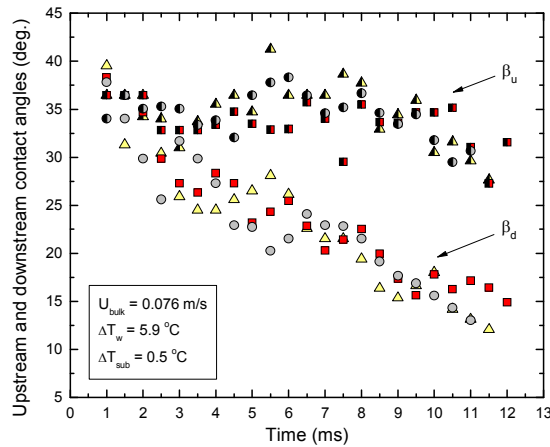 Upstream and downstream contact angles (deg.)
45
40
35
30
25
20
15
10
5
βu
βd
Ubulk = 0.076 m/s
ΔTw = 5.9 °C
ΔTsub = 0.5 °C
0 1 2 3 4 5 6 7 8 9 10 11 12 13
Time (ms)